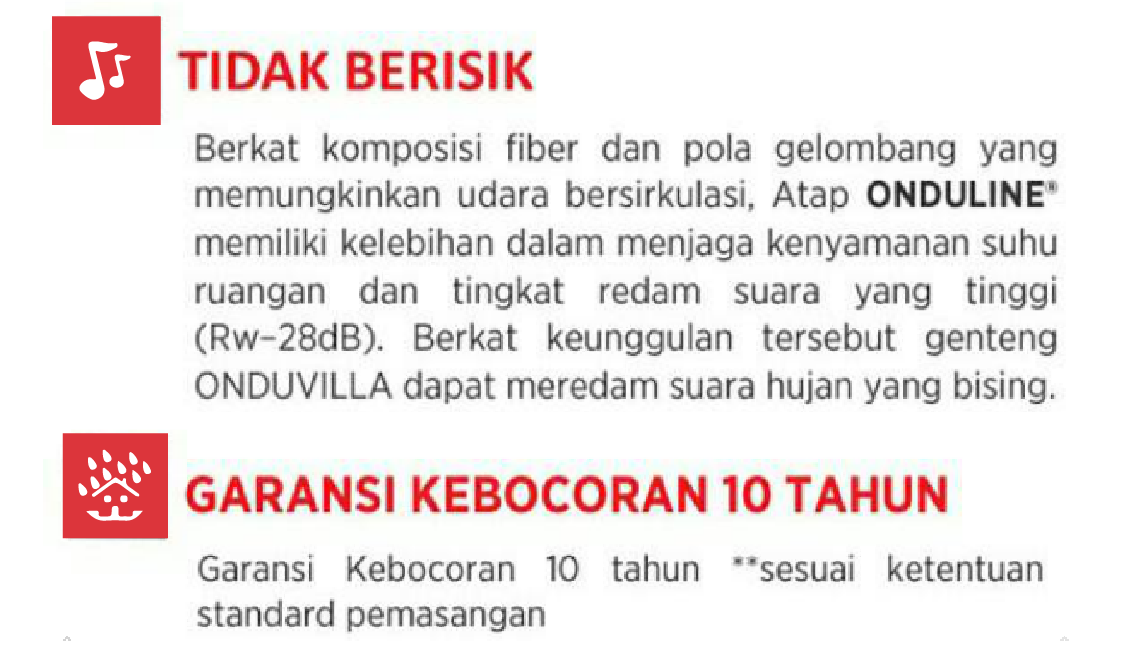 TIDAK BERISIK
Berkat komposisi fiber dan pola gelombang yang
memungkinkan udara bersirkulasi, Atap ONDULINE®
memiliki kelebihan dalam menjaga kenyamanan suhu
ruangan dan tingkat redam suara yang tinggi
(Rw-28dB). Berkat keunggulan tersebut genteng
ONDUVILLA dapat meredam suara hujan yang bising.
GARANSI KEBOCORAN 10 TAHUN
Garansi Kebocoran 10 tahun **sesuai ketentuan
standard pemasangan